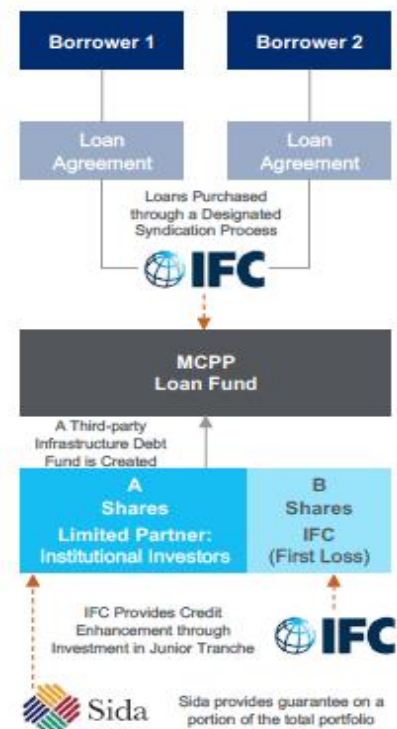 Borrower 1
Borrower 2
Loan
Agreement
Loan
Agreement
Loans Purchased
through a Designated
Syndication Process
IFC
MCPP
Loan Fund
A Third-party
Infrastructure Debt
Fund is Created
A
Shares
Limited Partner:
Institutional Investors
B
Shares
IFC
(First Loss)
IFC Provides Credit
Enhancement through
Investment in Junior Tranche
IFC
Sida
Sida provides guarantee on a
portion of the total portfolio